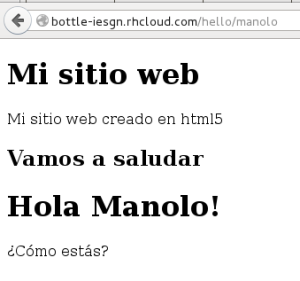 bottle-iesgn.rhcloud.com/hello/manolo
Mi sitio web
Mi sitio web creado en html5
Vamos a saludar
Hola Manolo!
¿Cómo estás?